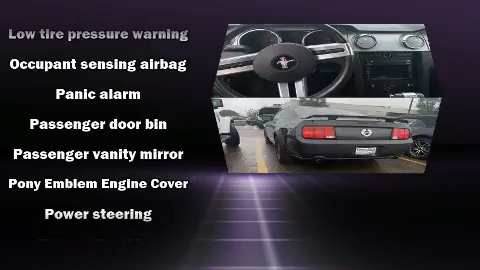 Low tire pressure warning
Occupant sensing airbag
Panic alarm
Passenger door bin
Passenger vanity mirror
Pony Emblem Engine Cover
Power steering